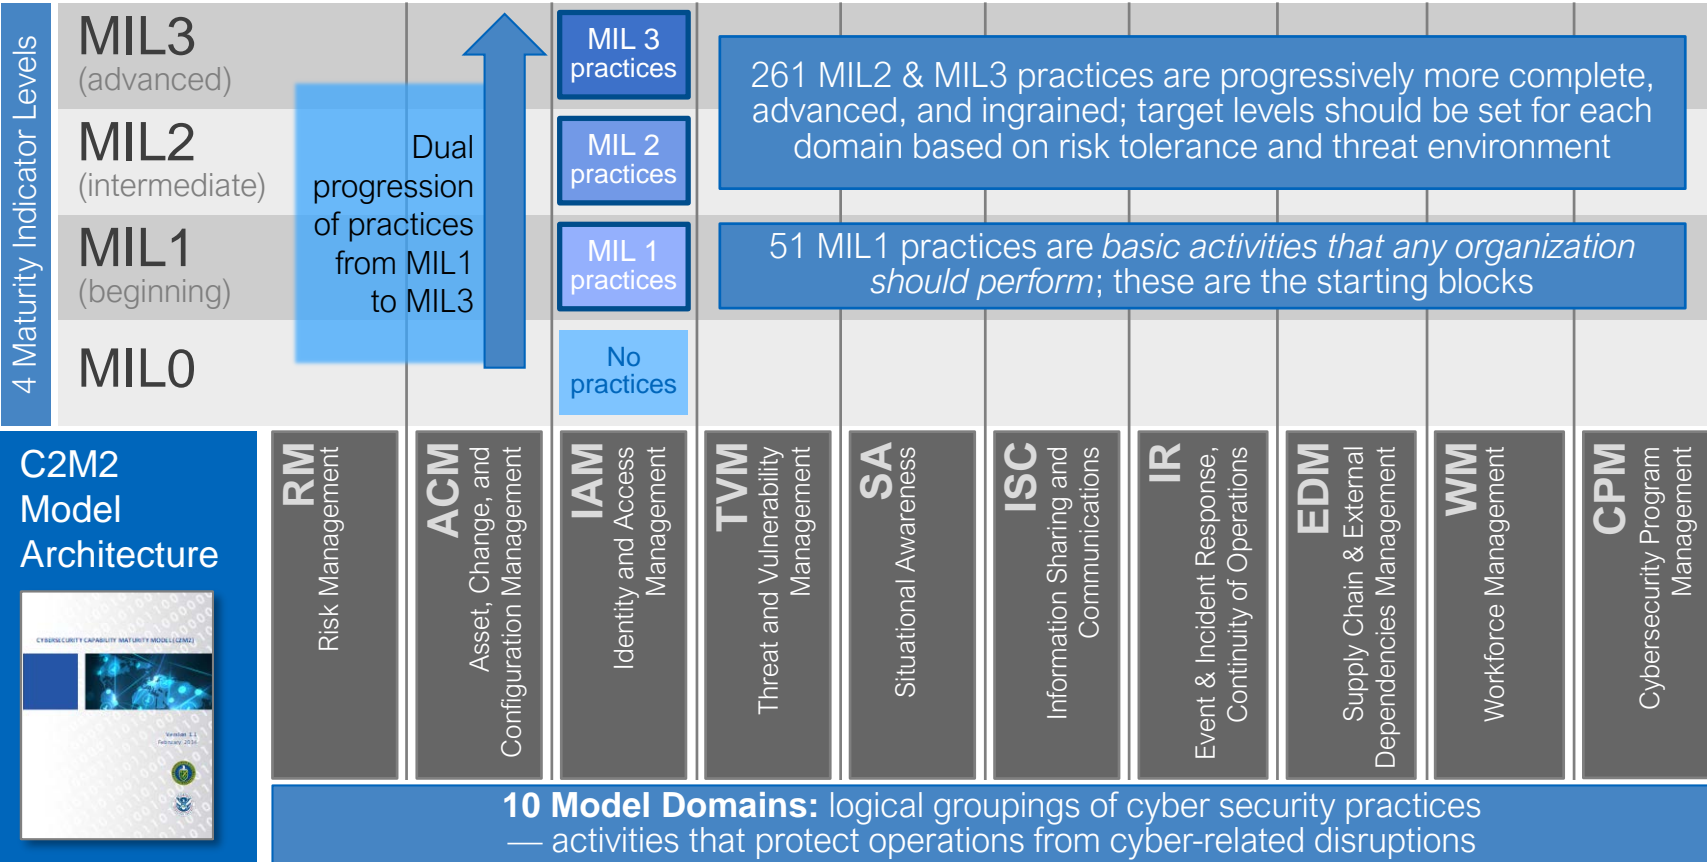 4 Maturity Indicator Levels
MIL3
(advanced)
MIL2
(intermediate)
MIL1
(beginning)
MIL0
Dual
progression
of practices
from MIL1
to MIL3
MIL 3
practices
MIL 2
practices
MIL 1
practices
No
practices
261 MIL2 & MIL3 practices are progressively more complete,
advanced, and ingrained; target levels should be set for each
domain based on risk tolerance and threat environment
51 MIL1 practices are basic activities that any organization
should perform; these are the starting blocks
C2M2
Model
Architecture
CYBERSECURITY CAPABILITY MATURITY MODEL (C2M2)
Version 1.1
February 2014
RM
Risk Management
ACM
Asset, Change, and
Configuration Management
IAM
Identity and Access
Management
TVM
Threat and Vulnerability
Management
SA
Situational Awareness
ISC
Information Sharing and
Communications
IR
Event & Incident Response,
Continuity of Operations
EDM
Supply Chain & External
Dependencies Management
WM
Workforce Management
CPM
Cybersecurity Program
Management
10 Model Domains: logical groupings of cyber security practices
— activities that protect operations from cyber-related disruptions